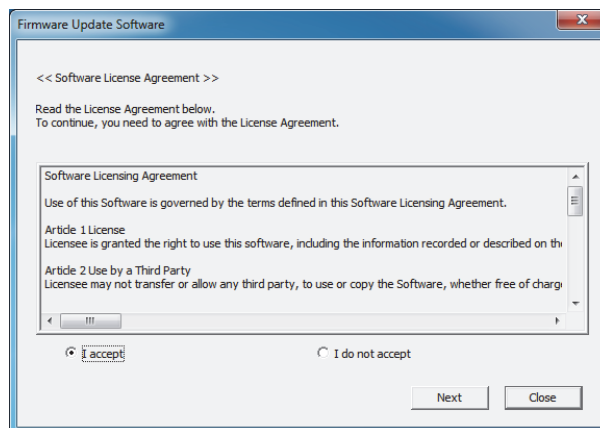 Firmware Update Software
<< Software License Agreement >>
Read the License Agreement below.
To continue, you need to agree with the License Agreement.
Software Licensing Agreement
Use of this Software is governed by the terms defined in this Software Licensing Agreement.
Article 1 License
Licensee is granted the right to use this software, including the information recorded or described on the
Article 2 Use by a Third Party
Licensee may not transfer or allow any third party, to use or copy the Software, whether free of charge
I accept
I do not accept
Next
Close